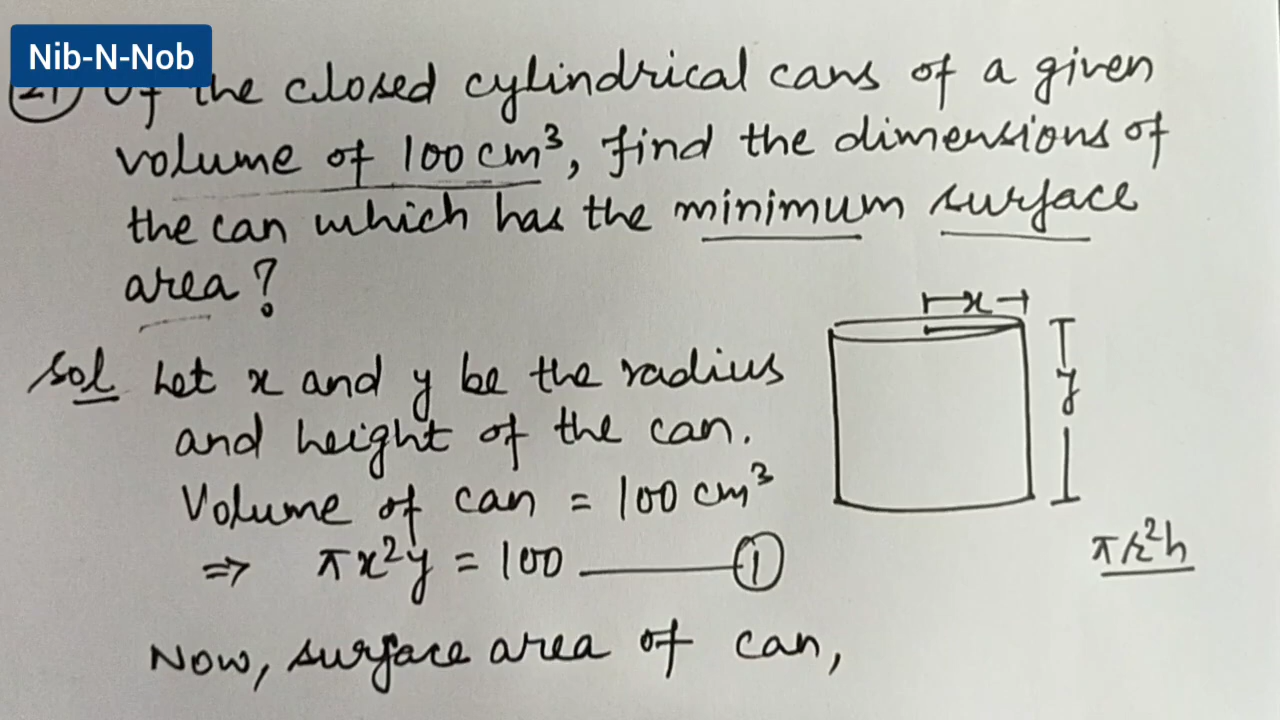 Nib-N-Nob
Of the closed cylindrical cans of a given
volume of 100 cm³, find the dimensions of
the can which has the minimum surface
area?
x
y
Sol Let x and y be the radius
and height of the can.
Volume of can = 100 cm³
⇒ πx²y = 100 ——— ①
πr²h
Now, surface area of can,